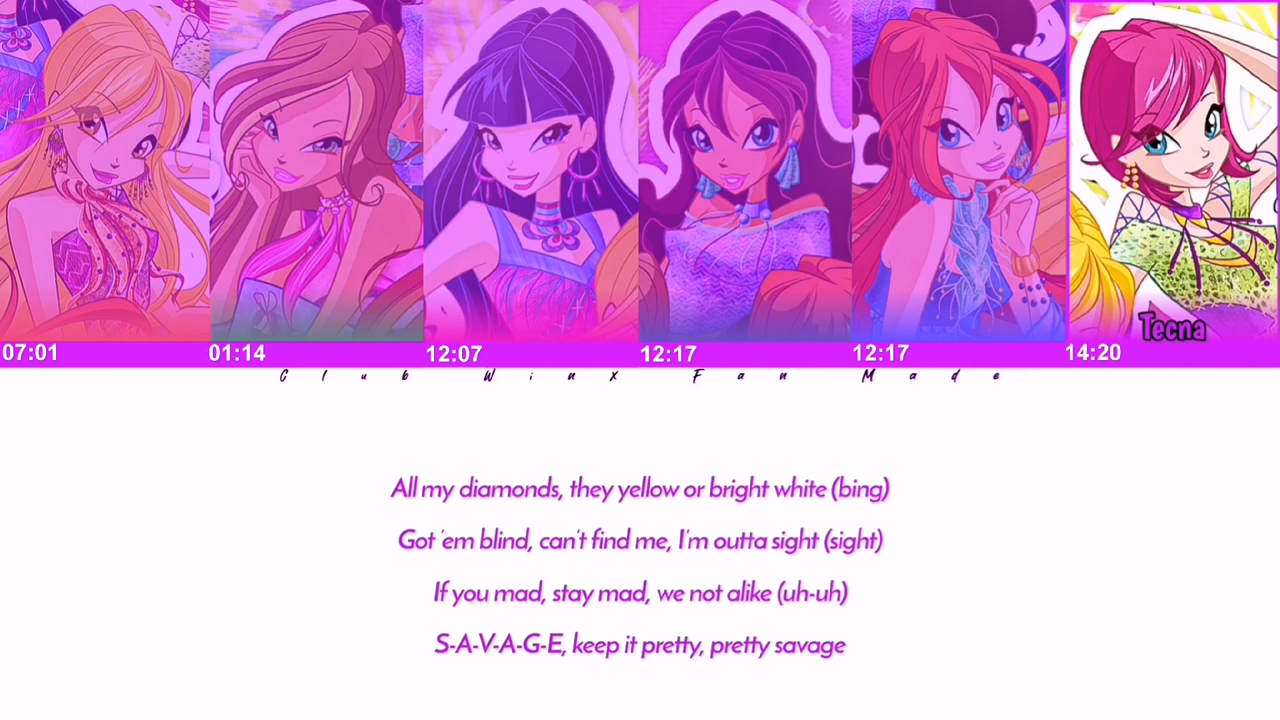 Tecna
07:01 01:14 12:07 12:17 12:17 14:20
Club Winx Fan Made
All my diamonds, they yellow or bright white (bing)
Got 'em blind, can't find me, I'm outta sight (sight)
If you mad, stay mad, we not alike (uh-uh)
S-A-V-A-G-E, keep it pretty, pretty savage